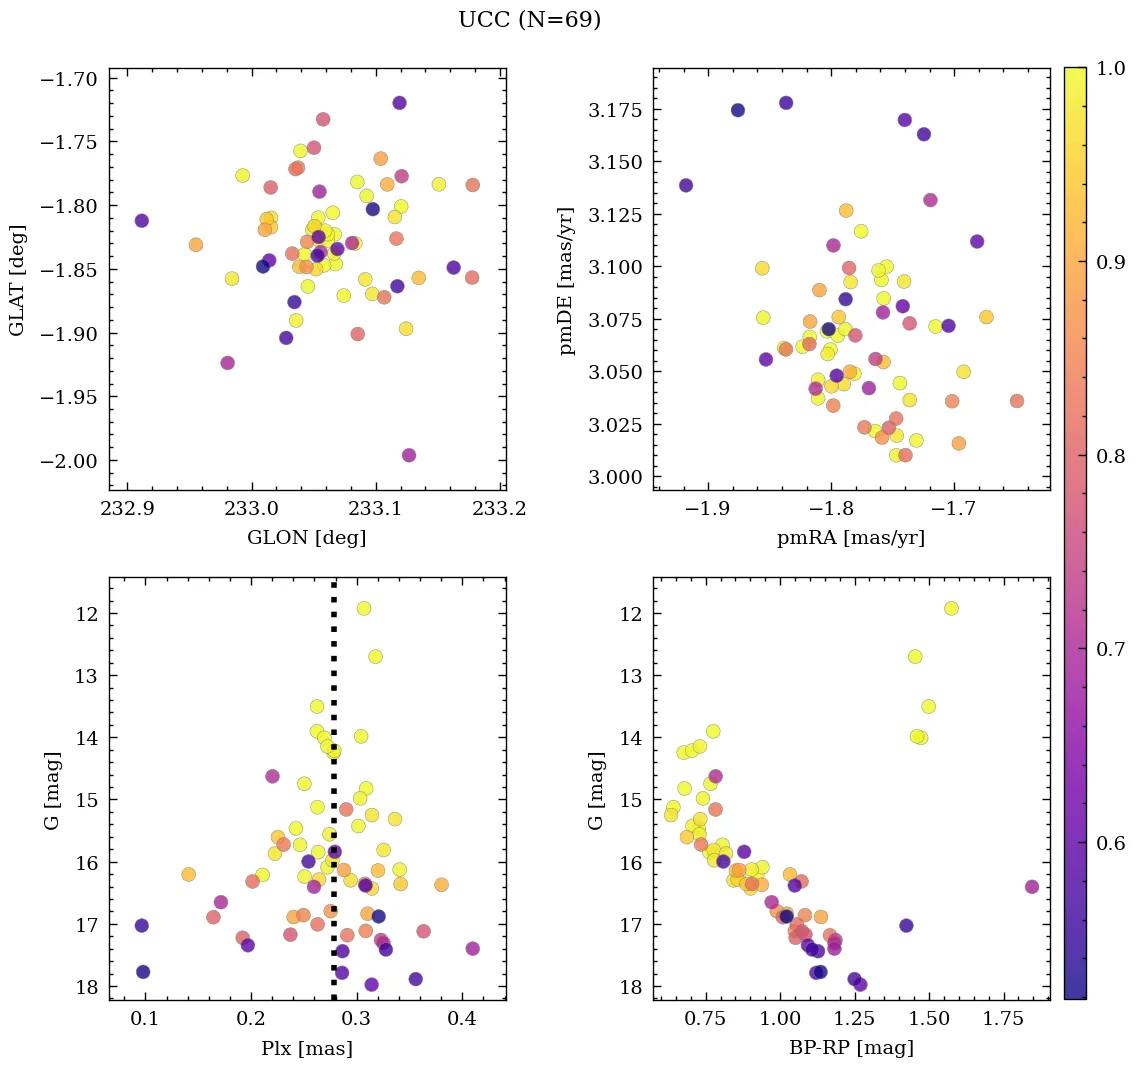 UCC (N=69)
−1.70
−1.75
−1.80
−1.85
−1.90
−1.95
−2.00
GLAT [deg]
232.9 233.0 233.1 233.2
GLON [deg]
3.175
3.150
3.125
3.100
3.075
3.050
3.025
3.000
pmDE [mas/yr]
−1.9 −1.8 −1.7
pmRA [mas/yr]
1.0
0.9
0.8
0.7
0.6
12
13
14
15
16
17
18
G [mag]
0.1 0.2 0.3 0.4
Plx [mas]
12
13
14
15
16
17
18
G [mag]
0.75 1.00 1.25 1.50 1.75
BP-RP [mag]